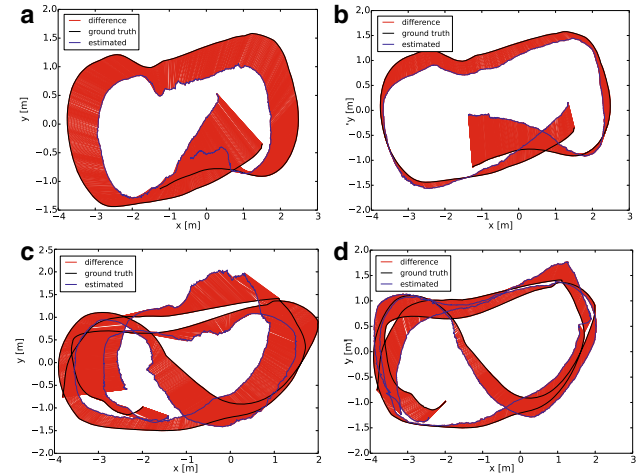 a
difference
ground truth
estimated
2.0
1.5
1.0
0.5
0.0
−0.5
−1.0
−1.5
y [m]
−4 −3 −2 −1 0 1 2 3
x [m]
b
difference
ground truth
estimated
2.0
1.5
1.0
0.5
0.0
−0.5
−1.0
−1.5
−2.0
y [m]
−4 −3 −2 −1 0 1 2 3
x [m]
c
difference
ground truth
estimated
2.5
2.0
1.5
1.0
0.5
0.0
−0.5
−1.0
−1.5
−2.0
y [m]
−4 −3 −2 −1 0 1 2
x [m]
d
difference
ground truth
estimated
2.0
1.5
1.0
0.5
0.0
−0.5
−1.0
−1.5
−2.0
y [m]
−4 −3 −2 −1 0 1 2 3
x [m]